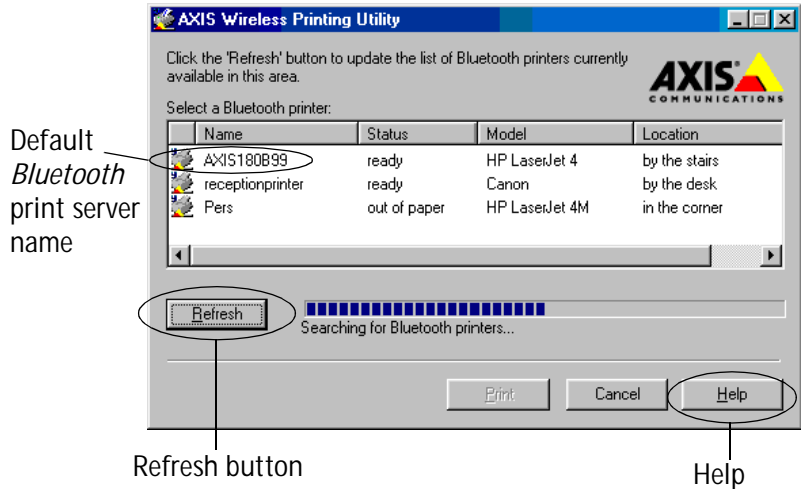 AXIS Wireless Printing Utility
Click the 'Refresh' button to update the list of Bluetooth printers currently
available in this area.
AXIS
COMMUNICATIONS
Select a Bluetooth printer:
Name Status Model Location
AXIS180B99 ready HP LaserJet 4 by the stairs
receptionprinter ready Canon by the desk
Pers out of paper HP LaserJet 4M in the corner
Default
Bluetooth
print server
name
Refresh
Searching for Bluetooth printers...
Print Cancel Help
Refresh button
Help